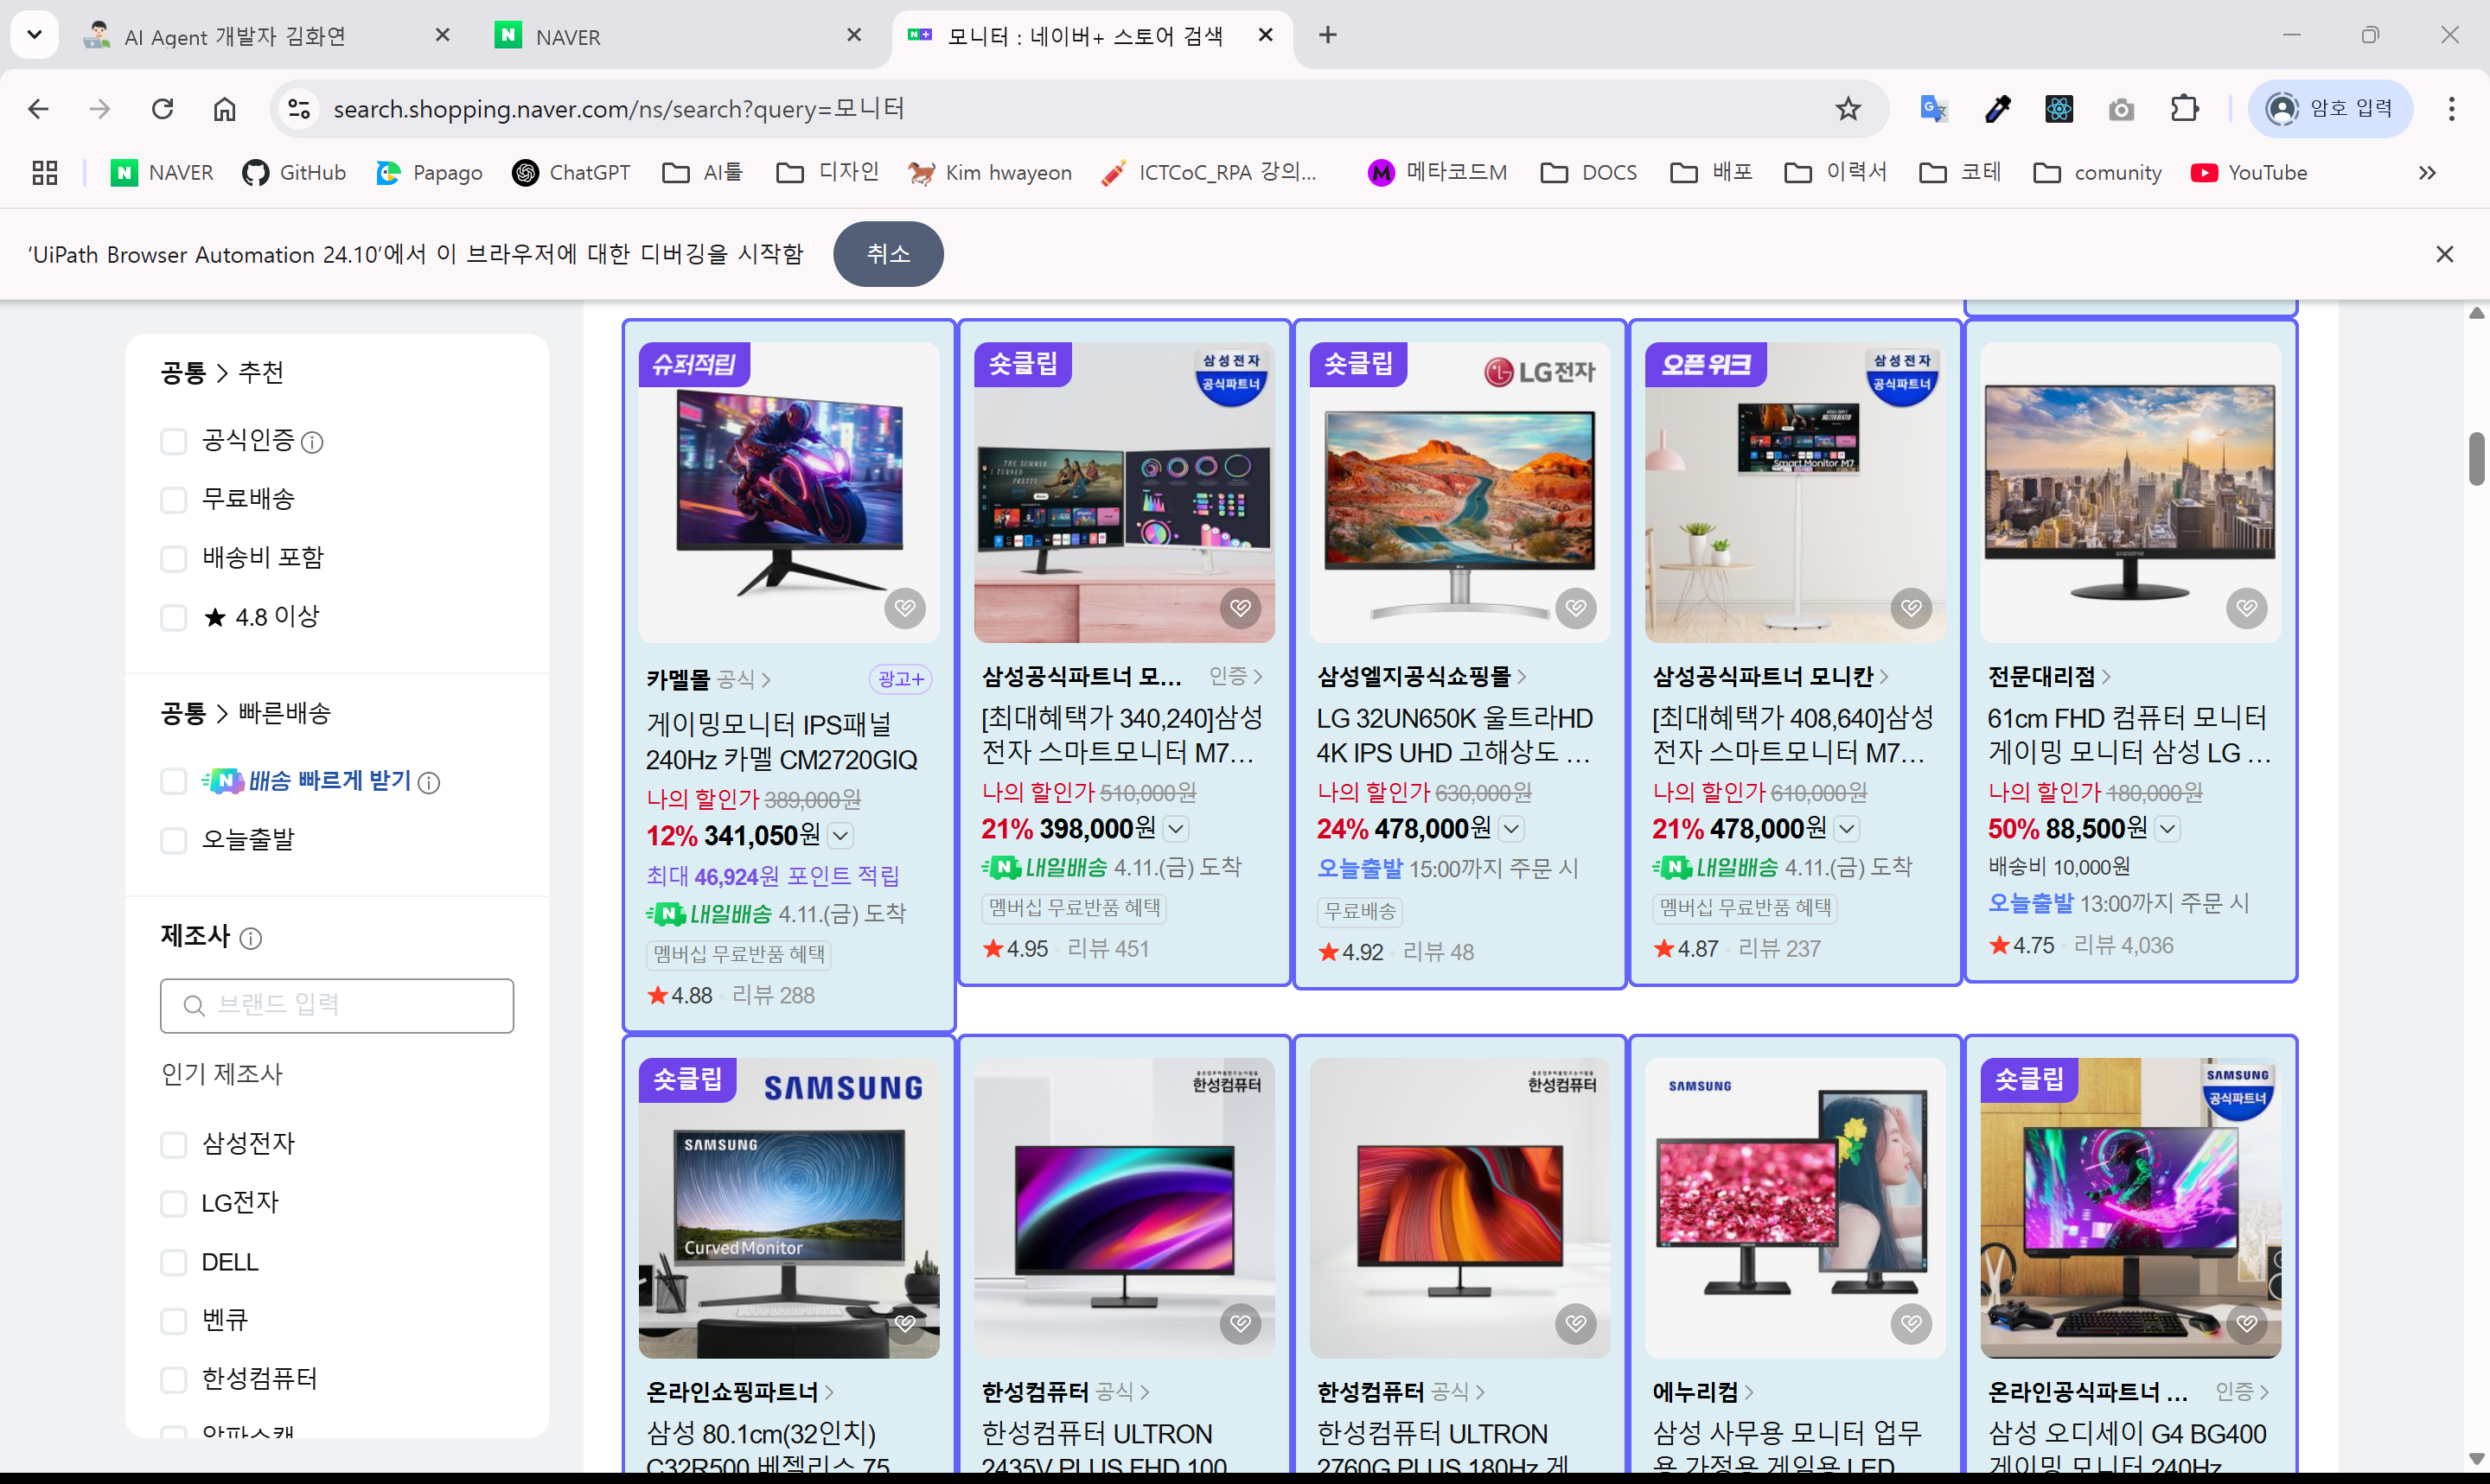 AI Agent 개발자 김화연
NAVER
모니터 : 네이버+ 스토어 검색
search.shopping.naver.com/ns/search?query=모니터
암호 입력
NAVER
GitHub
Papago
ChatGPT
AI툴
디자인
Kim hwayeon
ICTCoC_RPA 강의...
메타코드M
DOCS
배포
이력서
코테
comunity
YouTube
'UiPath Browser Automation 24.10'에서 이 브라우저에 대한 디버깅을 시작함
취소
공통 > 추천
공식인증
무료배송
배송비 포함
★ 4.8 이상
공통 > 빠른배송
N배송 빠르게 받기
오늘출발
제조사
브랜드 입력
인기 제조사
삼성전자
LG전자
DELL
벤큐
한성컴퓨터
알파스캔
슈퍼적립
카멜몰 공식
광고+
게이밍모니터 IPS패널
240Hz 카멜 CM2720GIQ
나의 할인가 389,000원
12% 341,050원
최대 46,924원 포인트 적립
N내일배송 4.11.(금) 도착
멤버십 무료반품 혜택
★4.88 · 리뷰 288
숏클립
삼성전자
공식파트너
삼성공식파트너 모...
인증
[최대혜택가 340,240]삼성
전자 스마트모니터 M7...
나의 할인가 510,000원
21% 398,000원
N내일배송 4.11.(금) 도착
멤버십 무료반품 혜택
★4.95 · 리뷰 451
숏클립
LG전자
삼성엘지공식쇼핑몰
LG 32UN650K 울트라HD
4K IPS UHD 고해상도 ...
나의 할인가 630,000원
24% 478,000원
오늘출발 15:00까지 주문 시
무료배송
★4.92 · 리뷰 48
오픈위크
삼성전자
공식파트너
Smart Monitor M7
삼성공식파트너 모니칸
[최대혜택가 408,640]삼성
전자 스마트모니터 M7...
나의 할인가 610,000원
21% 478,000원
N내일배송 4.11.(금) 도착
멤버십 무료반품 혜택
★4.87 · 리뷰 237
전문대리점
61cm FHD 컴퓨터 모니터
게이밍 모니터 삼성 LG ...
나의 할인가 180,000원
50% 88,500원
배송비 10,000원
오늘출발 13:00까지 주문 시
★4.75 · 리뷰 4,036
숏클립
SAMSUNG
SAMSUNG
Curved Monitor
온라인쇼핑파트너
삼성 80.1cm(32인치)
C32R500 베젤리스 75
한성컴퓨터
한성컴퓨터 공식
한성컴퓨터 ULTRON
2435V PLUS FHD 100
한성컴퓨터
한성컴퓨터 공식
한성컴퓨터 ULTRON
2760G PLUS 180Hz 게
SAMSUNG
에누리컴
삼성 사무용 모니터 업무
용 가정용 게임용 LED
숏클립
SAMSUNG
공식파트너
온라인공식파트너 ...
인증
삼성 오디세이 G4 BG400
게이밍 모니터 240Hz